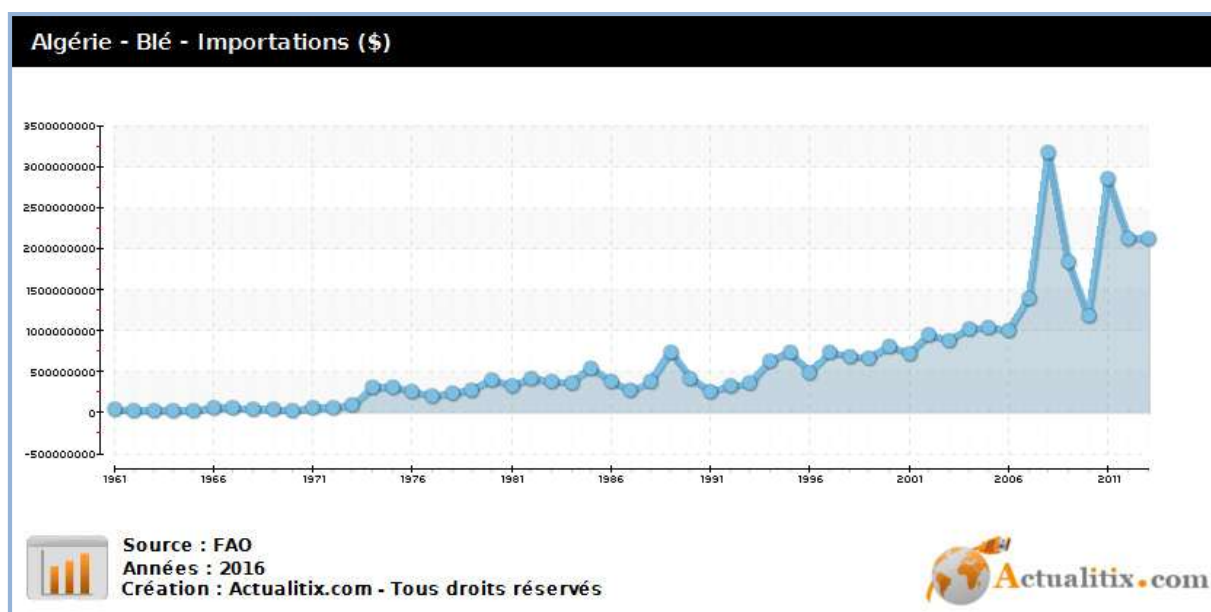 Algérie - Blé - Importations ($)
3500000000
3000000000
2500000000
2000000000
1500000000
1000000000
500000000
0
-500000000
1961 1966 1971 1976 1981 1986 1991 1996 2001 2006 2011
Source : FAO
Années : 2016
Création : Actualitix.com - Tous droits réservés
Actualitix.com